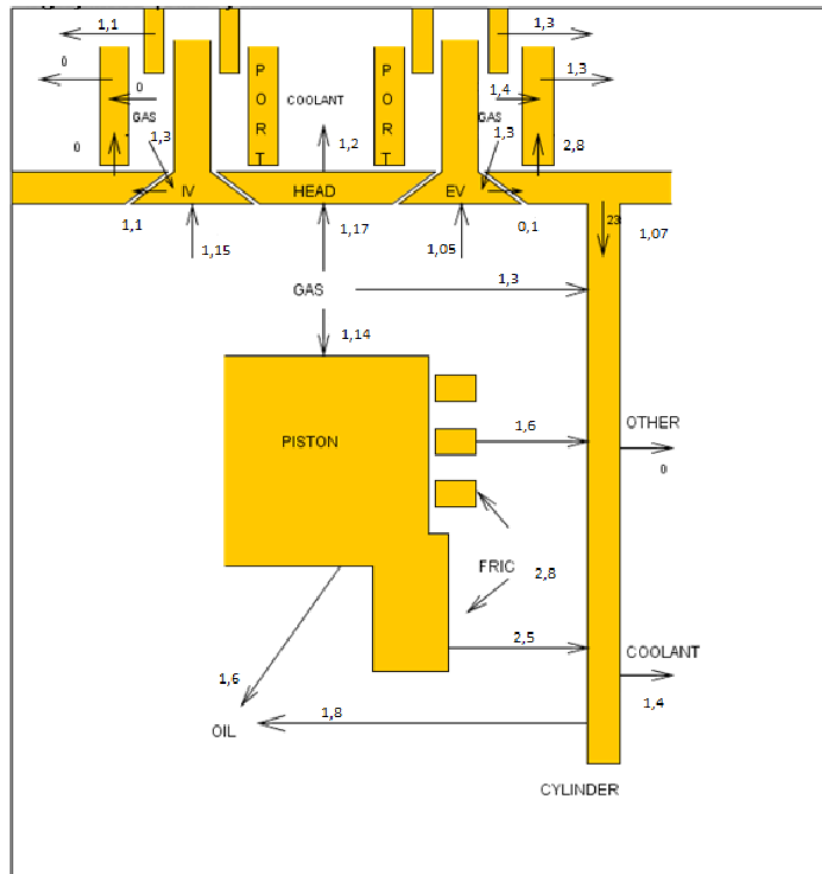 1,1
1,3
0
1,3
0
1,4
P
O
R
T
COOLANT
P
O
R
T
GAS
GAS
1,3
1,3
0
1,2
2,8
IV
HEAD
EV
1,1
0,1
23
1,07
1,15
1,17
1,05
GAS
1,3
1,14
PISTON
1,6
OTHER
0
FRIC
2,8
2,5
COOLANT
1,6
1,8
1,4
OIL
CYLINDER